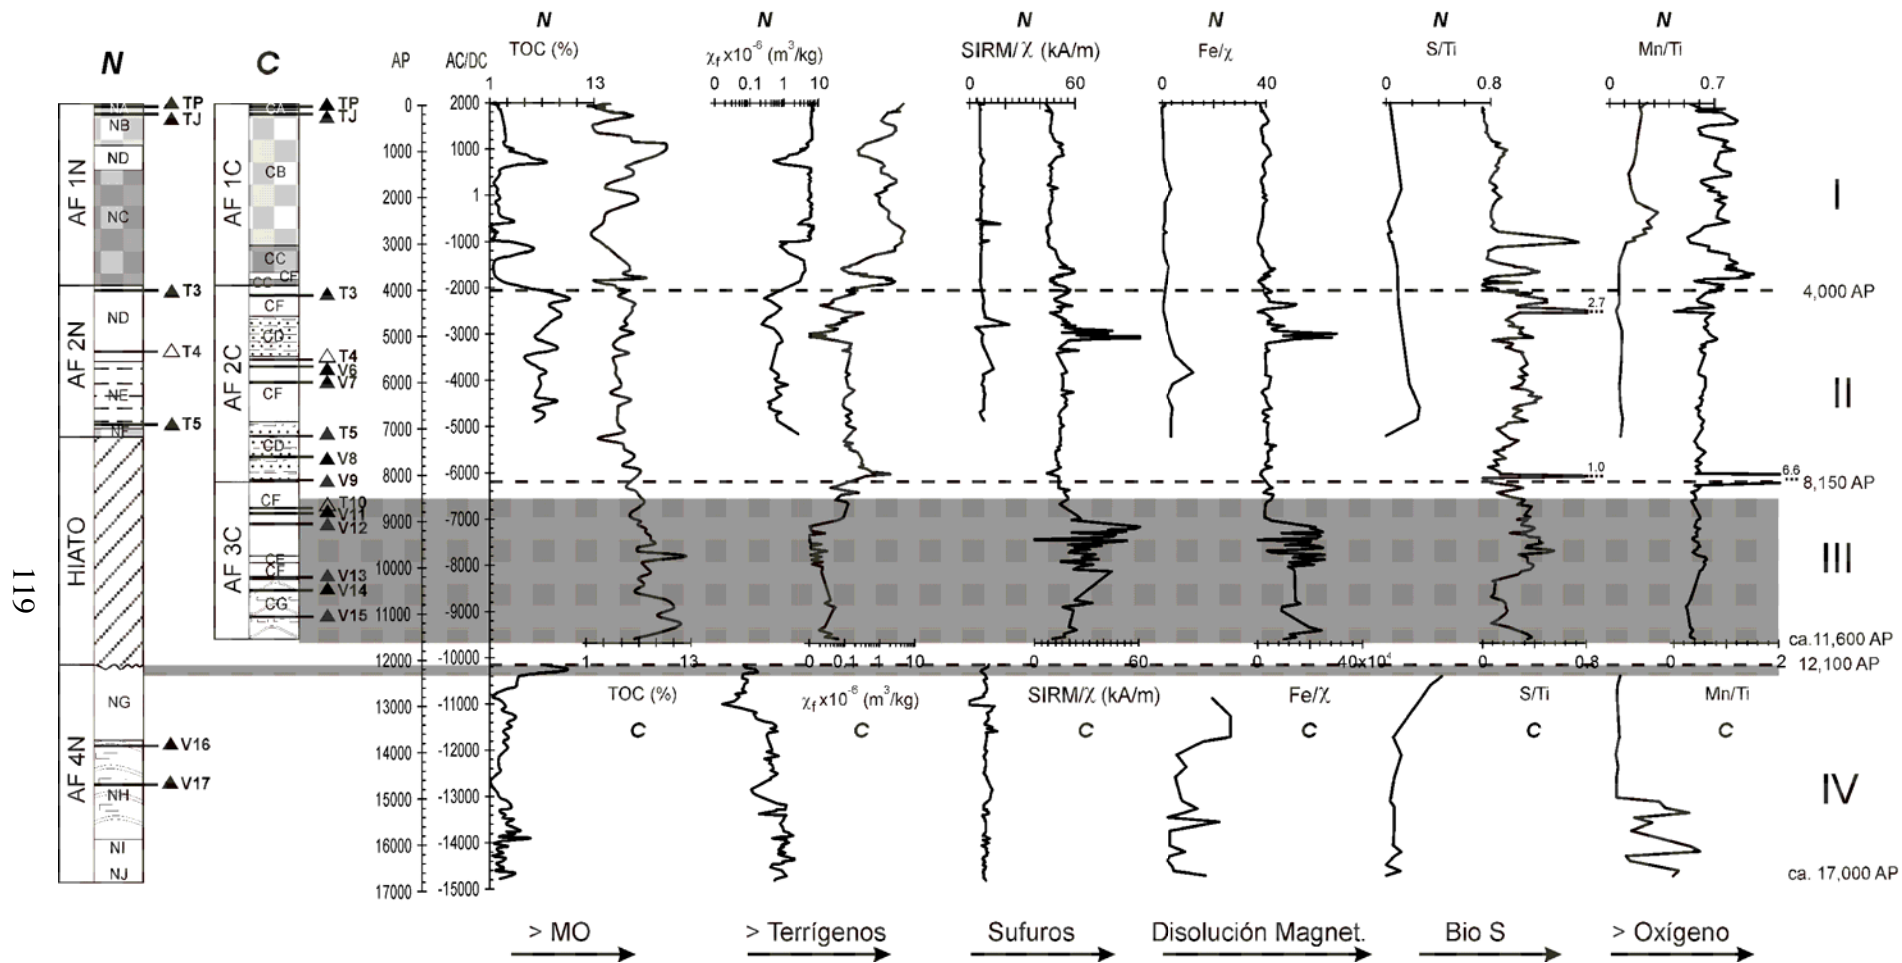 N N N N N N
TOC (%) χf x10-6 (m3/kg) SIRM/χ (kA/m) Fe/χ S/Ti Mn/Ti
N C AP AC/DC
1 13 0 0.1 1 10 0 60 0 40 0 0.8 0 0.7
NA TP CA TP 0 2000
NB TJ TJ
ND 1000 1000
AF 1N AF 1C CB
2000 1 I
NC
3000 -1000
CC
CC CF
T3 CF T3 4000 -2000 4,000 AP
2.7
ND CD 5000 -3000
AF 2N T4 AF 2C T4
V6
V7 6000 -4000 II
NE CF
T5 T5 7000 -5000
NF CD
V8
HIATO V9 8000 -6000 1.0 6.6
8,150 AP
CF T10
V11
V12 9000 -7000
AF 3C
CE
CF 10000 -8000 III
V13
V14
CG
V15 11000 -9000
ca.11,600 AP
12000 -10000 1 13 0 0.1 1 10 0 60 0 40x104 0 0.8 0 2
12,100 AP
NG TOC (%) χf x10-6 (m3/kg) SIRM/χ (kA/m) Fe/χ S/Ti Mn/Ti
13000 -11000
C C C C C C
V16 14000 -12000
AF 4N V17
NH 15000 -13000 IV
NI 16000 -14000
NJ 17000 -15000 ca. 17,000 AP
> MO > Terrígenos Sufuros Disolución Magnet. Bio S > Oxígeno
119